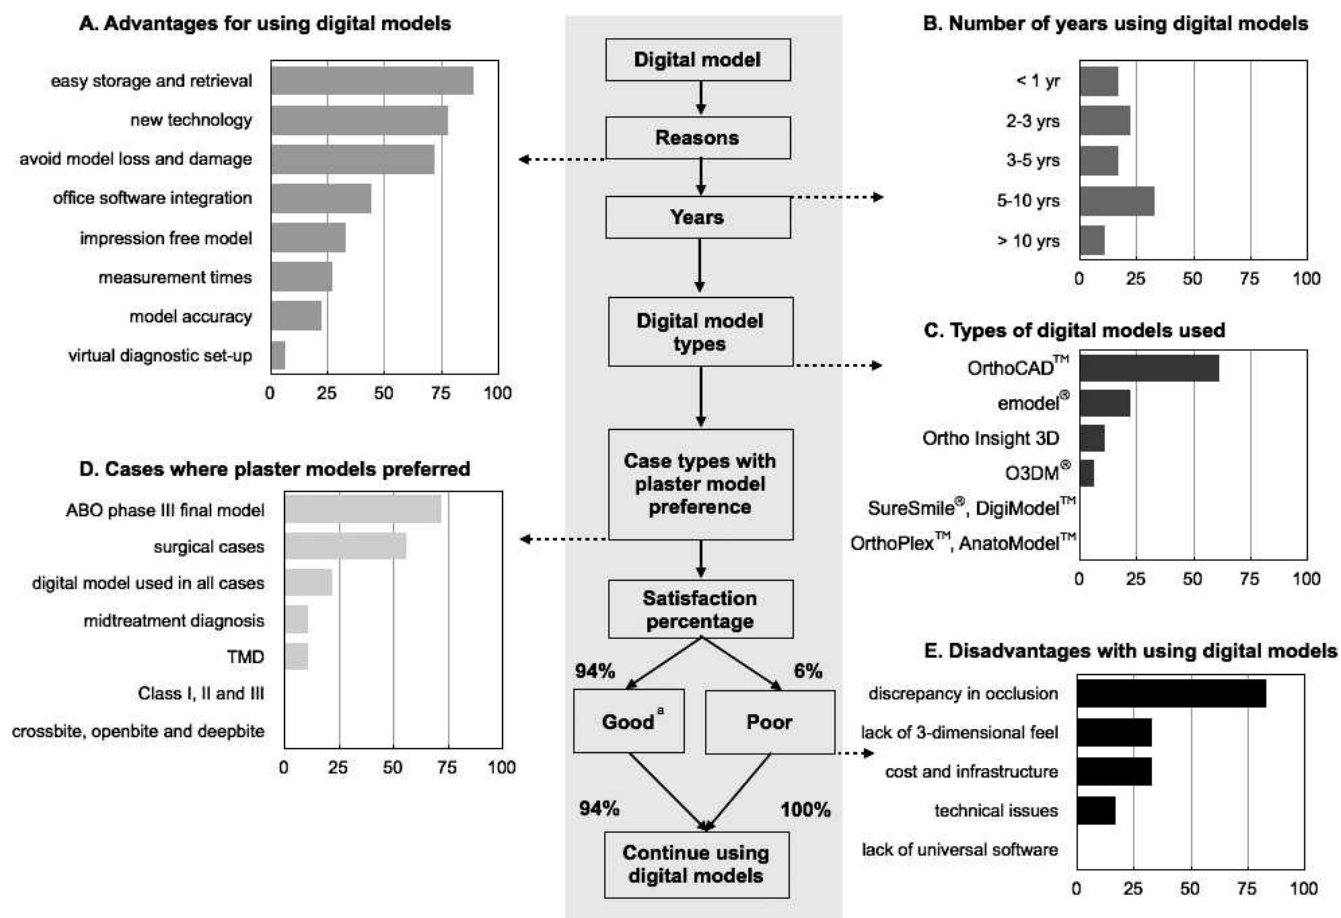 A. Advantages for using digital models
easy storage and retrieval
new technology
avoid model loss and damage
office software integration
impression free model
measurement times
model accuracy
virtual diagnostic set-up
0 25 50 75 100
D. Cases where plaster models preferred
ABO phase III final model
surgical cases
digital model used in all cases
midtreatment diagnosis
TMD
Class I, II and III
crossbite, openbite and deepbite
0 25 50 75 100
Digital model
Reasons
Years
Digital model
types
Case types with
plaster model
preference
Satisfaction
percentage
94% 6%
Good a
Poor
94% 100%
Continue using
digital models
B. Number of years using digital models
< 1 yr
2-3 yrs
3-5 yrs
5-10 yrs
> 10 yrs
0 25 50 75 100
C. Types of digital models used
OrthoCAD™
emodel®
Ortho Insight 3D
O3DM®
SureSmile®, DigiModel™
OrthoPlex™, AnatoModel™
0 25 50 75 100
E. Disadvantages with using digital models
discrepancy in occlusion
lack of 3-dimensional feel
cost and infrastructure
technical issues
lack of universal software
0 25 50 75 100